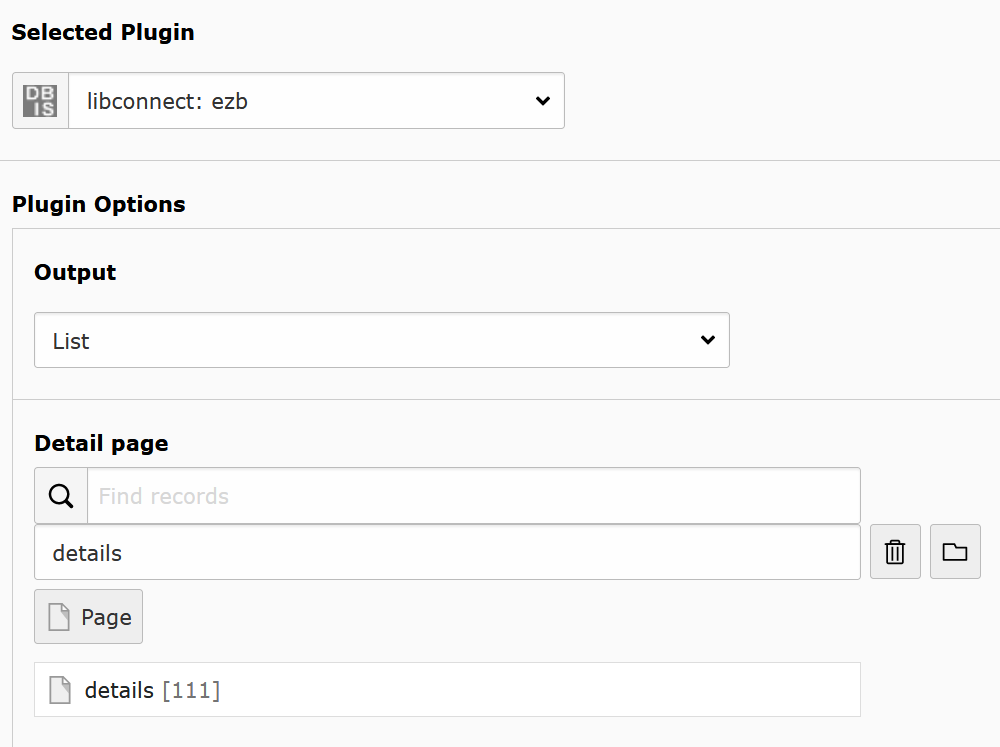 Selected Plugin
DB
IS
libconnect: ezb
Plugin Options
Output
List
Detail page
Find records
details
Page
details [111]